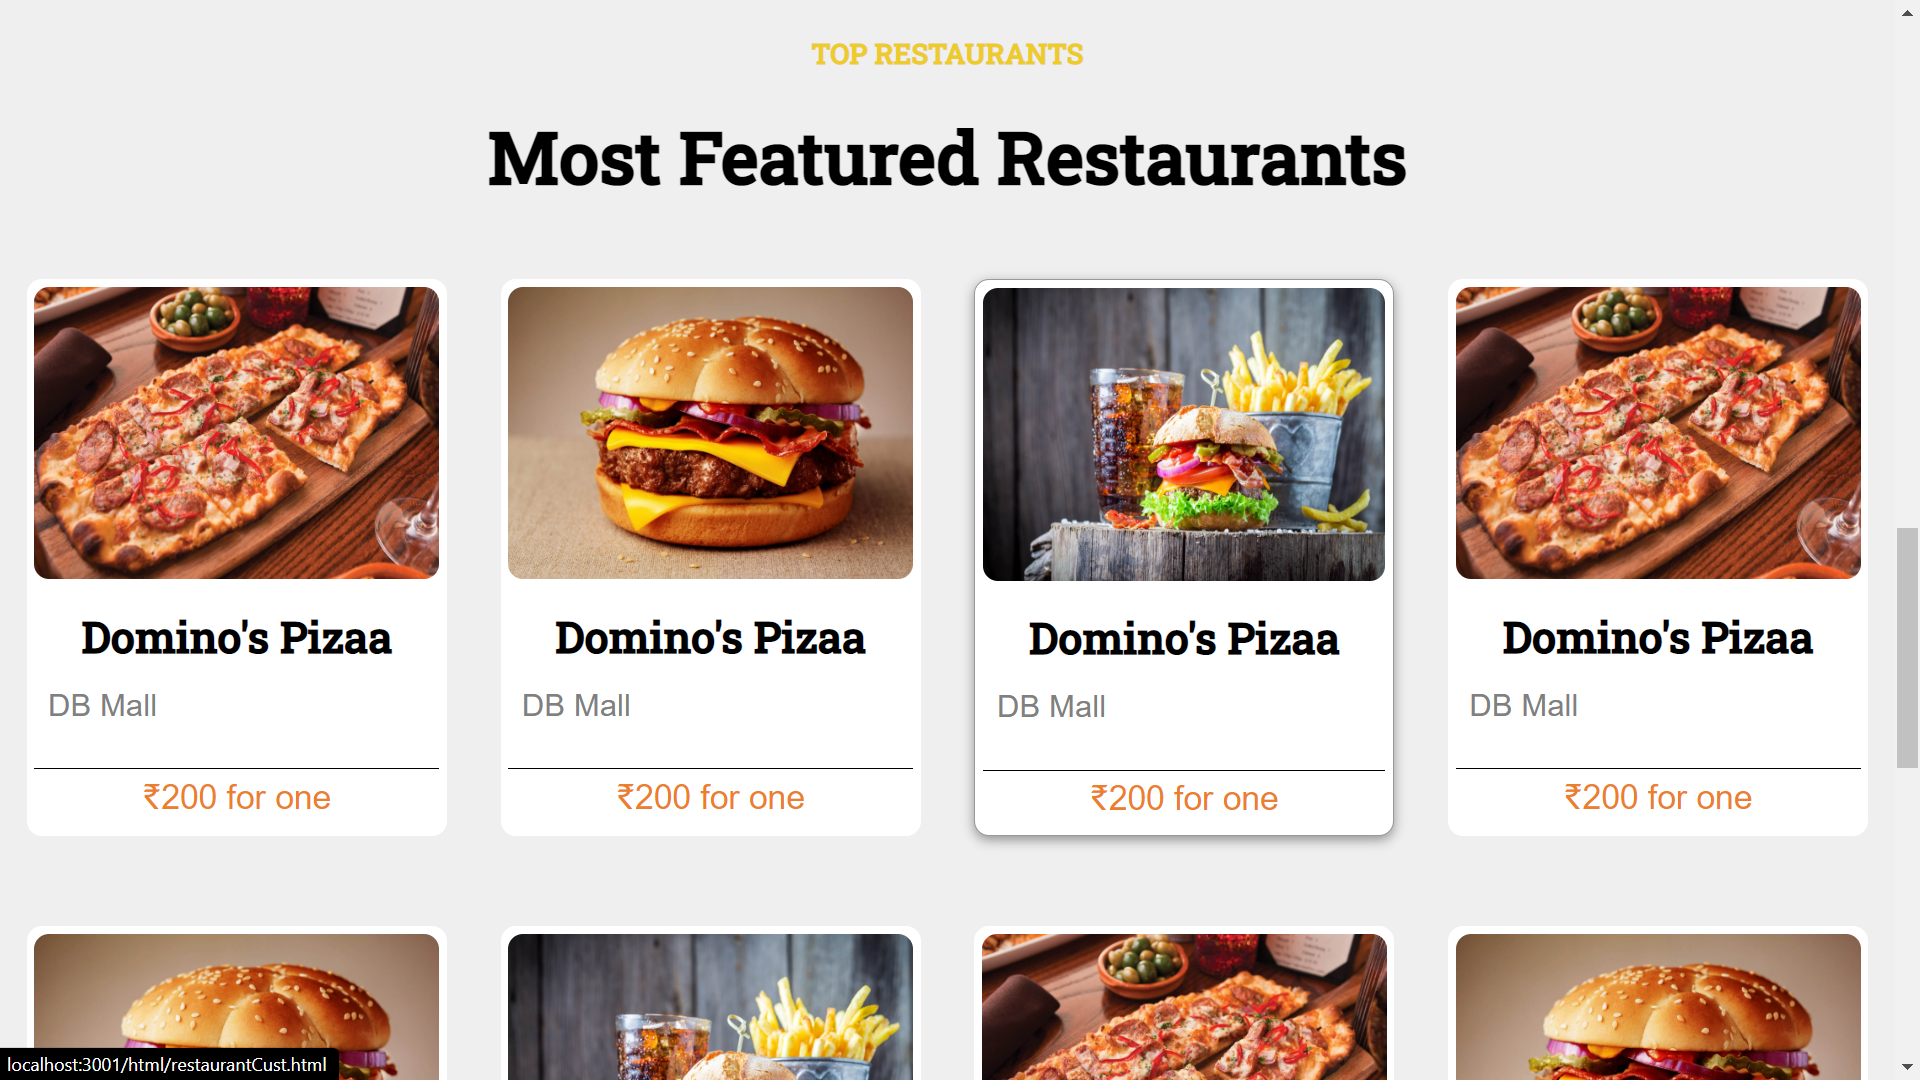 TOP RESTAURANTS
Most Featured Restaurants
Domino's Pizaa
DB Mall
₹200 for one
Domino's Pizaa
DB Mall
₹200 for one
Domino's Pizaa
DB Mall
₹200 for one
Domino's Pizaa
DB Mall
₹200 for one
localhost:3001/html/restaurantCust.html